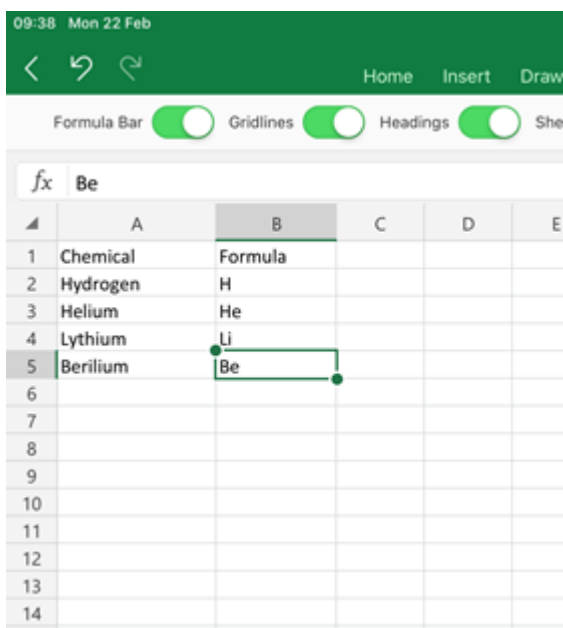 09:38 Mon 22 Feb
Home Insert Draw
Formula Bar Gridlines Headings She
fx Be
A B C D E
1 Chemical Formula
2 Hydrogen H
3 Helium He
4 Lythium Li
5 Berilium Be
6
7
8
9
10
11
12
13
14